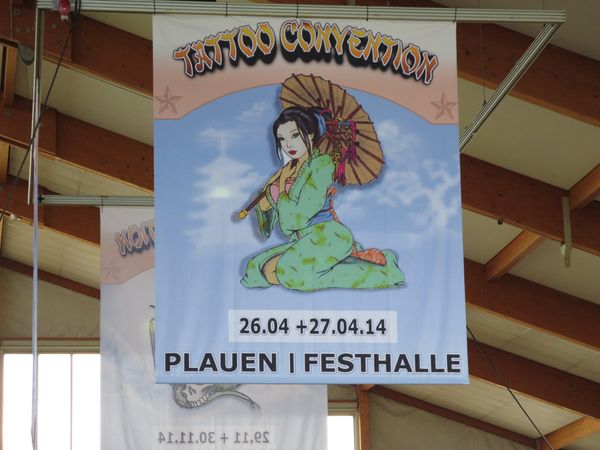 TATTOO CONVENTION
26.04 +27.04.14
PLAUEN | FESTHALLE
29.11 + 30.11.14